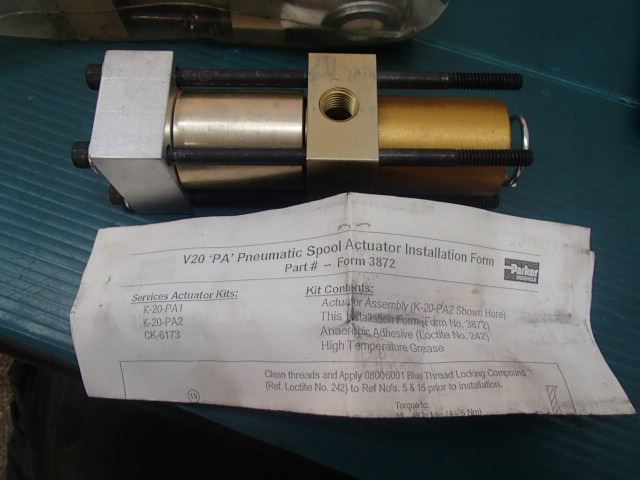 V20 'PA' Pneumatic Spool Actuator Installation Form
Part # -- Form 3872
Parker
Services Actuator Kits:
K-20-PA1
K-20-PA2
CK-6173
Kit Contents:
Actuator Assembly (K-20-PA2 Shown Here)
This Installation Form (Form No. 3872)
Anaerobic Adhesive (Loctite No. 242)
High Temperature Grease
Clean threads and Apply 08006001 Blue Thread Locking Compound
(Ref. Loctite No. 242) to Ref No's. 5 & 15 prior to installation.
19
Torque to: